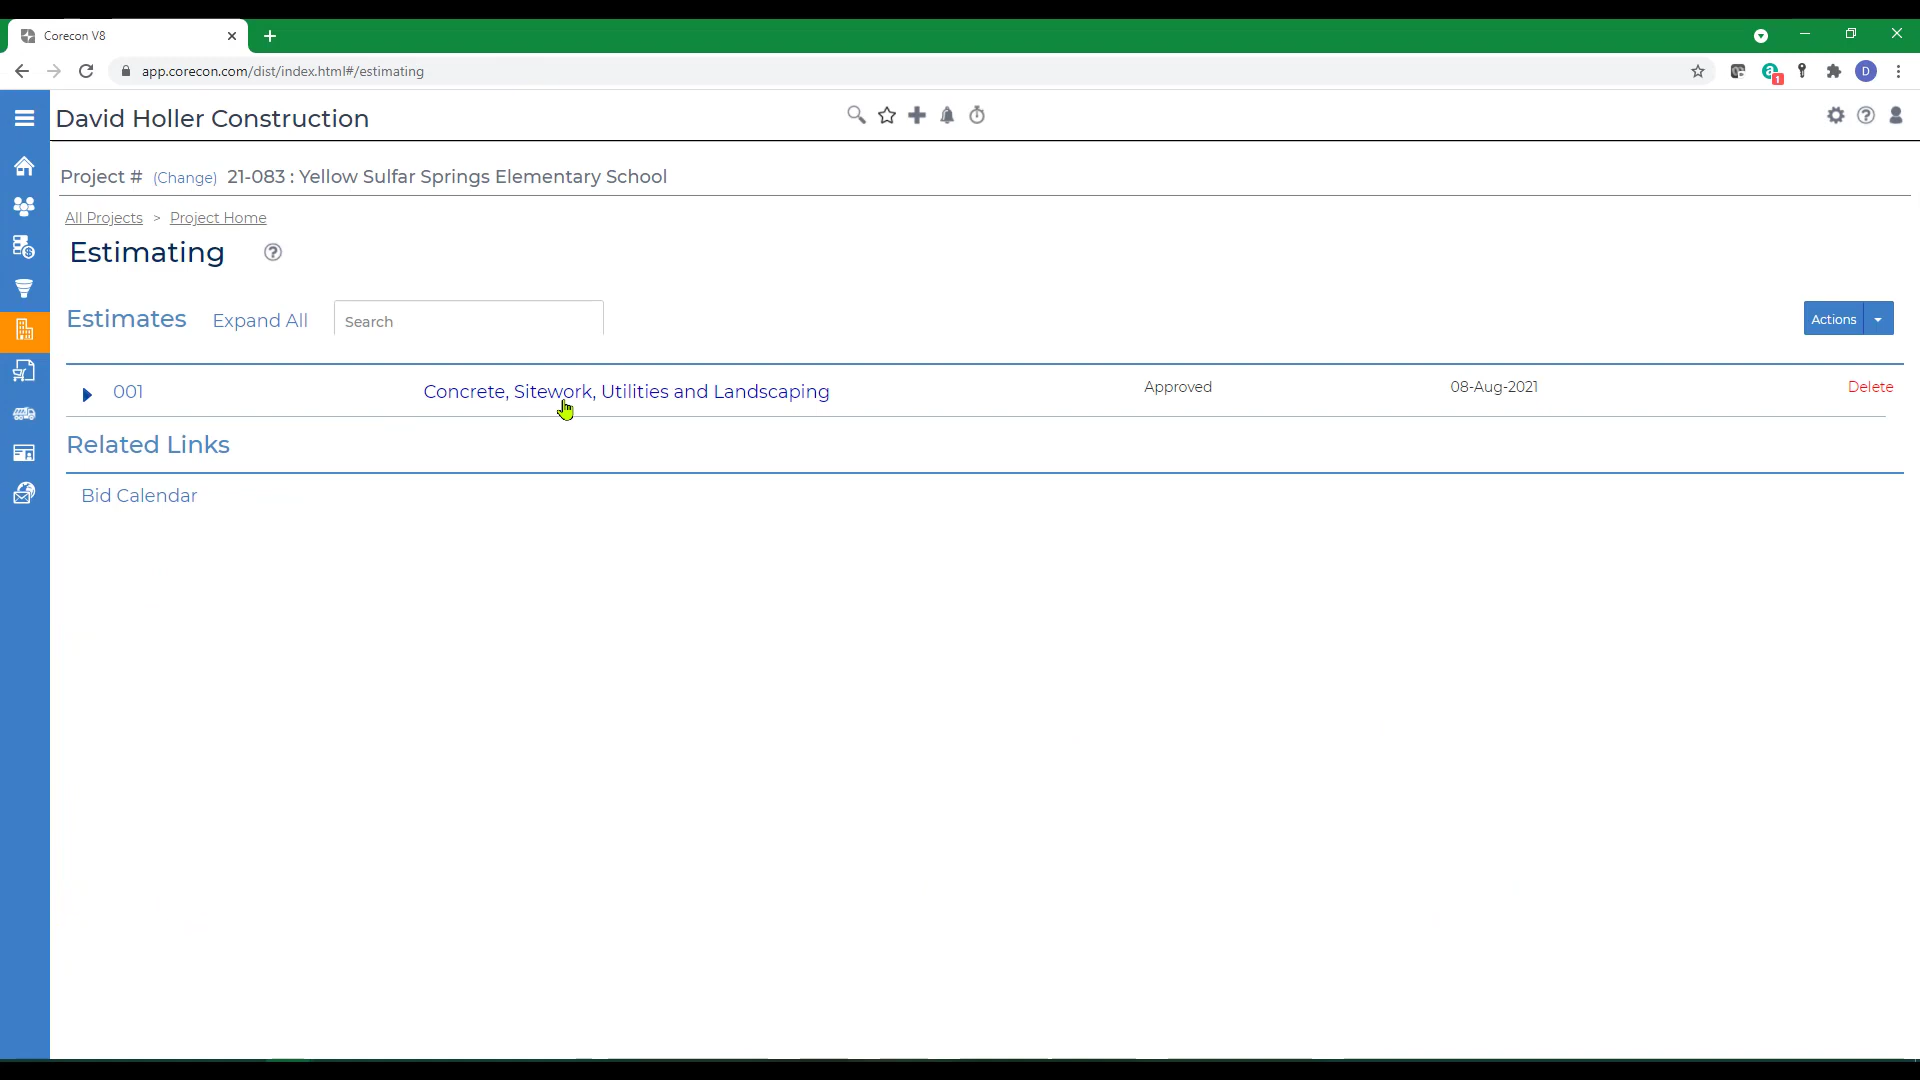 Corecon V8
app.corecon.com/dist/index.html#/estimating
a
1
D
David Holler Construction
Project # (Change) 21-083 : Yellow Sulfar Springs Elementary School
All Projects > Project Home
Estimating ?
Estimates Expand All Search Actions
001 Concrete, Sitework, Utilities and Landscaping Approved 08-Aug-2021 Delete
Related Links
Bid Calendar